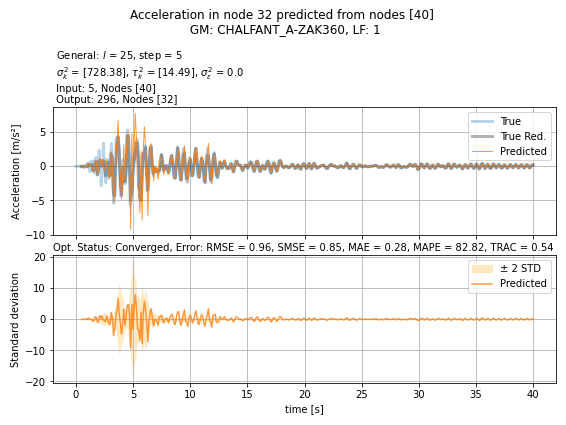 Acceleration in node 32 predicted from nodes [40]
GM: CHALFANT_A-ZAK360, LF: 1
General: l = 25, step = 5
σ²ₖ = [728.38], τ²ₖ = [14.49], σ²ε = 0.0
Input: 5, Nodes [40]
Output: 296, Nodes [32]
Acceleration [m/s²]
5
0
−5
−10
True
True Red.
Predicted
Opt. Status: Converged, Error: RMSE = 0.96, SMSE = 0.85, MAE = 0.28, MAPE = 82.82, TRAC = 0.54
Standard deviation
20
10
0
−10
−20
± 2 STD
Predicted
0 5 10 15 20 25 30 35 40
time [s]